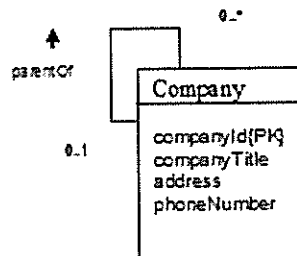 0..*
parentOf
Company
0..1
companyId{PK}
companyTitle
address
phoneNumber